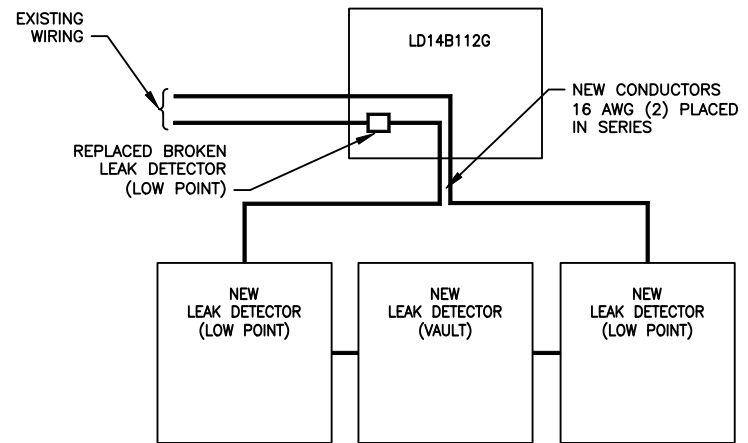 EXISTING
WIRING
LD14B112G
NEW CONDUCTORS
16 AWG (2) PLACED
IN SERIES
REPLACED BROKEN
LEAK DETECTOR
(LOW POINT)
NEW
LEAK DETECTOR
(LOW POINT)
NEW
LEAK DETECTOR
(VAULT)
NEW
LEAK DETECTOR
(LOW POINT)